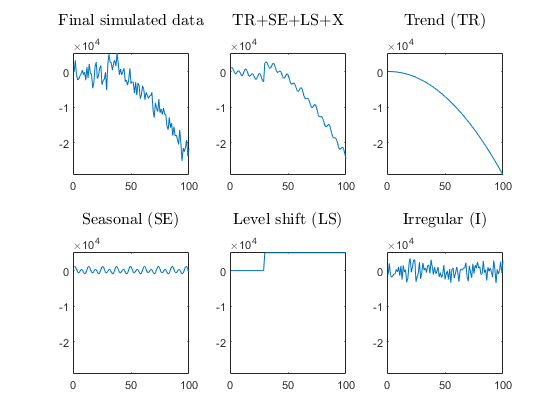 Final simulated data TR+SE+LS+X Trend (TR)
×10^4 ×10^4 ×10^4
0 0 0
-1 -1 -1
-2 -2 -2
0 50 100 0 50 100 0 50 100
Seasonal (SE) Level shift (LS) Irregular (I)
×10^4 ×10^4 ×10^4
0 0 0
-1 -1 -1
-2 -2 -2
0 50 100 0 50 100 0 50 100